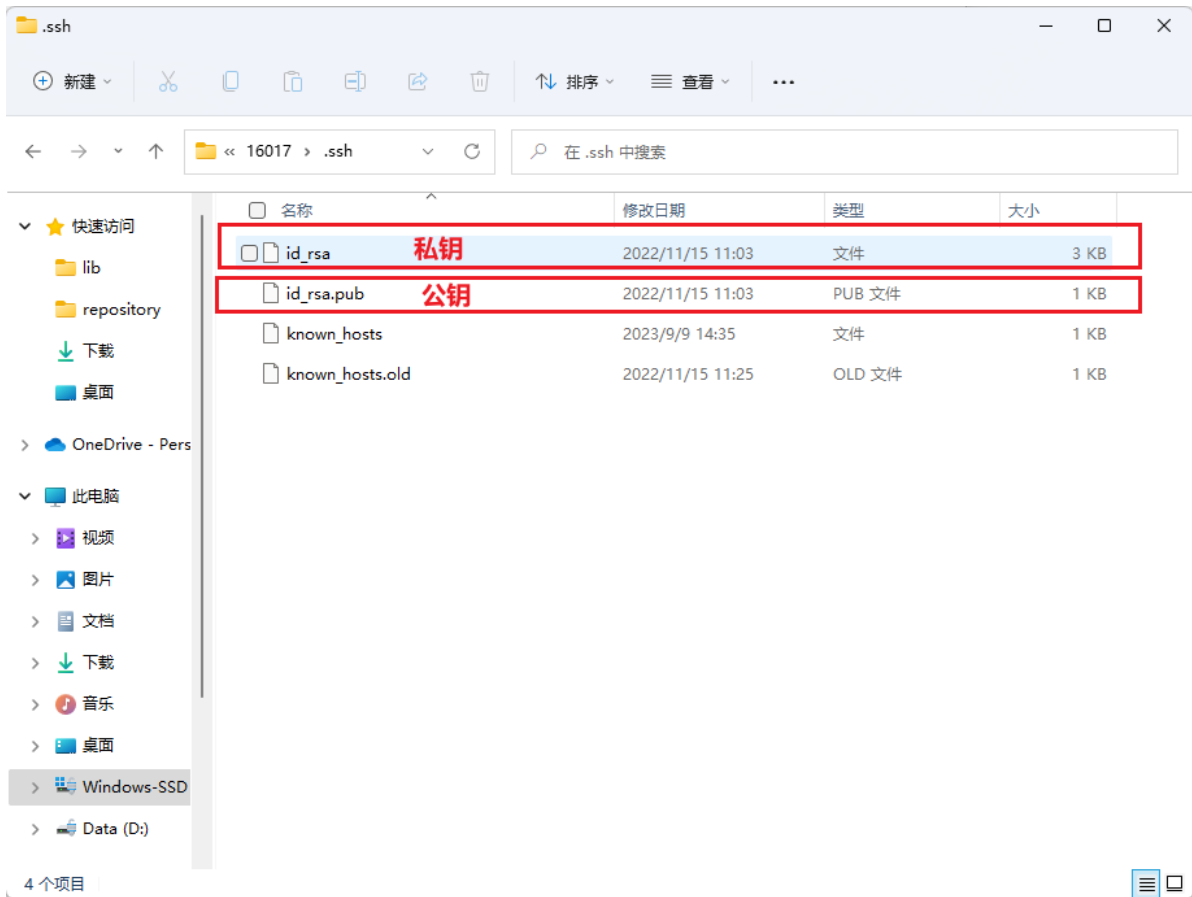 .ssh
新建 排序 查看 ...
« 16017 › .ssh 在 .ssh 中搜索
快速访问
lib
repository
下载
桌面
OneDrive - Pers
此电脑
视频
图片
文档
下载
音乐
桌面
Windows-SSD
Data (D:)
名称 修改日期 类型 大小
id_rsa 私钥 2022/11/15 11:03 文件 3 KB
id_rsa.pub 公钥 2022/11/15 11:03 PUB 文件 1 KB
known_hosts 2023/9/9 14:35 文件 1 KB
known_hosts.old 2022/11/15 11:25 OLD 文件 1 KB
4 个项目